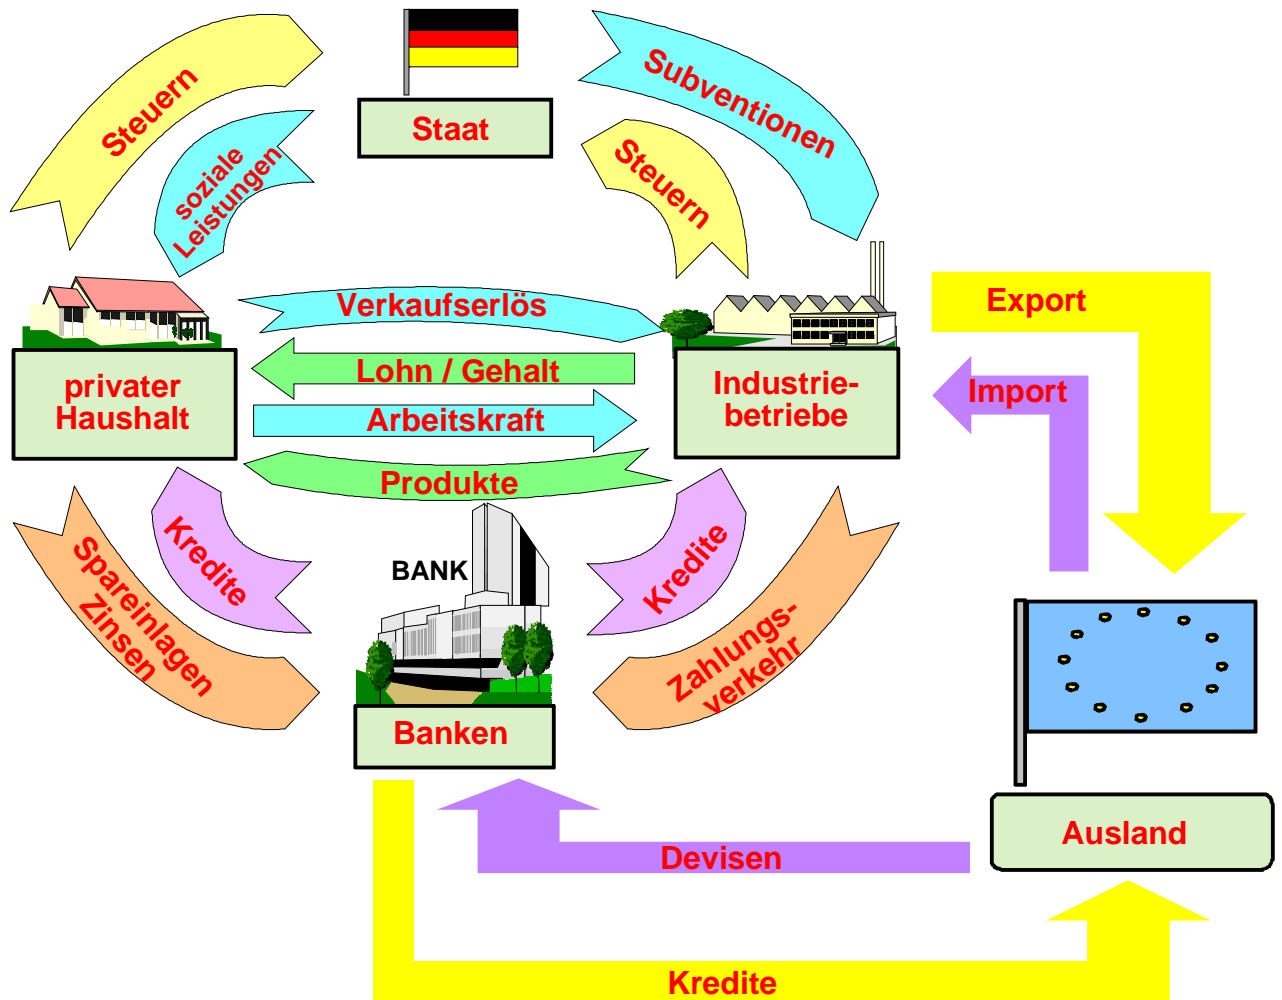 Steuern
Staat
Subventionen
soziale
Leistungen
Steuern
Verkaufserlös
Export
Lohn / Gehalt
privater
Haushalt
Industrie-
betriebe
Import
Arbeitskraft
Produkte
Kredite
BANK
Kredite
Spareinlagen
Zinsen
Zahlungs-
verkehr
Banken
Ausland
Devisen
Kredite